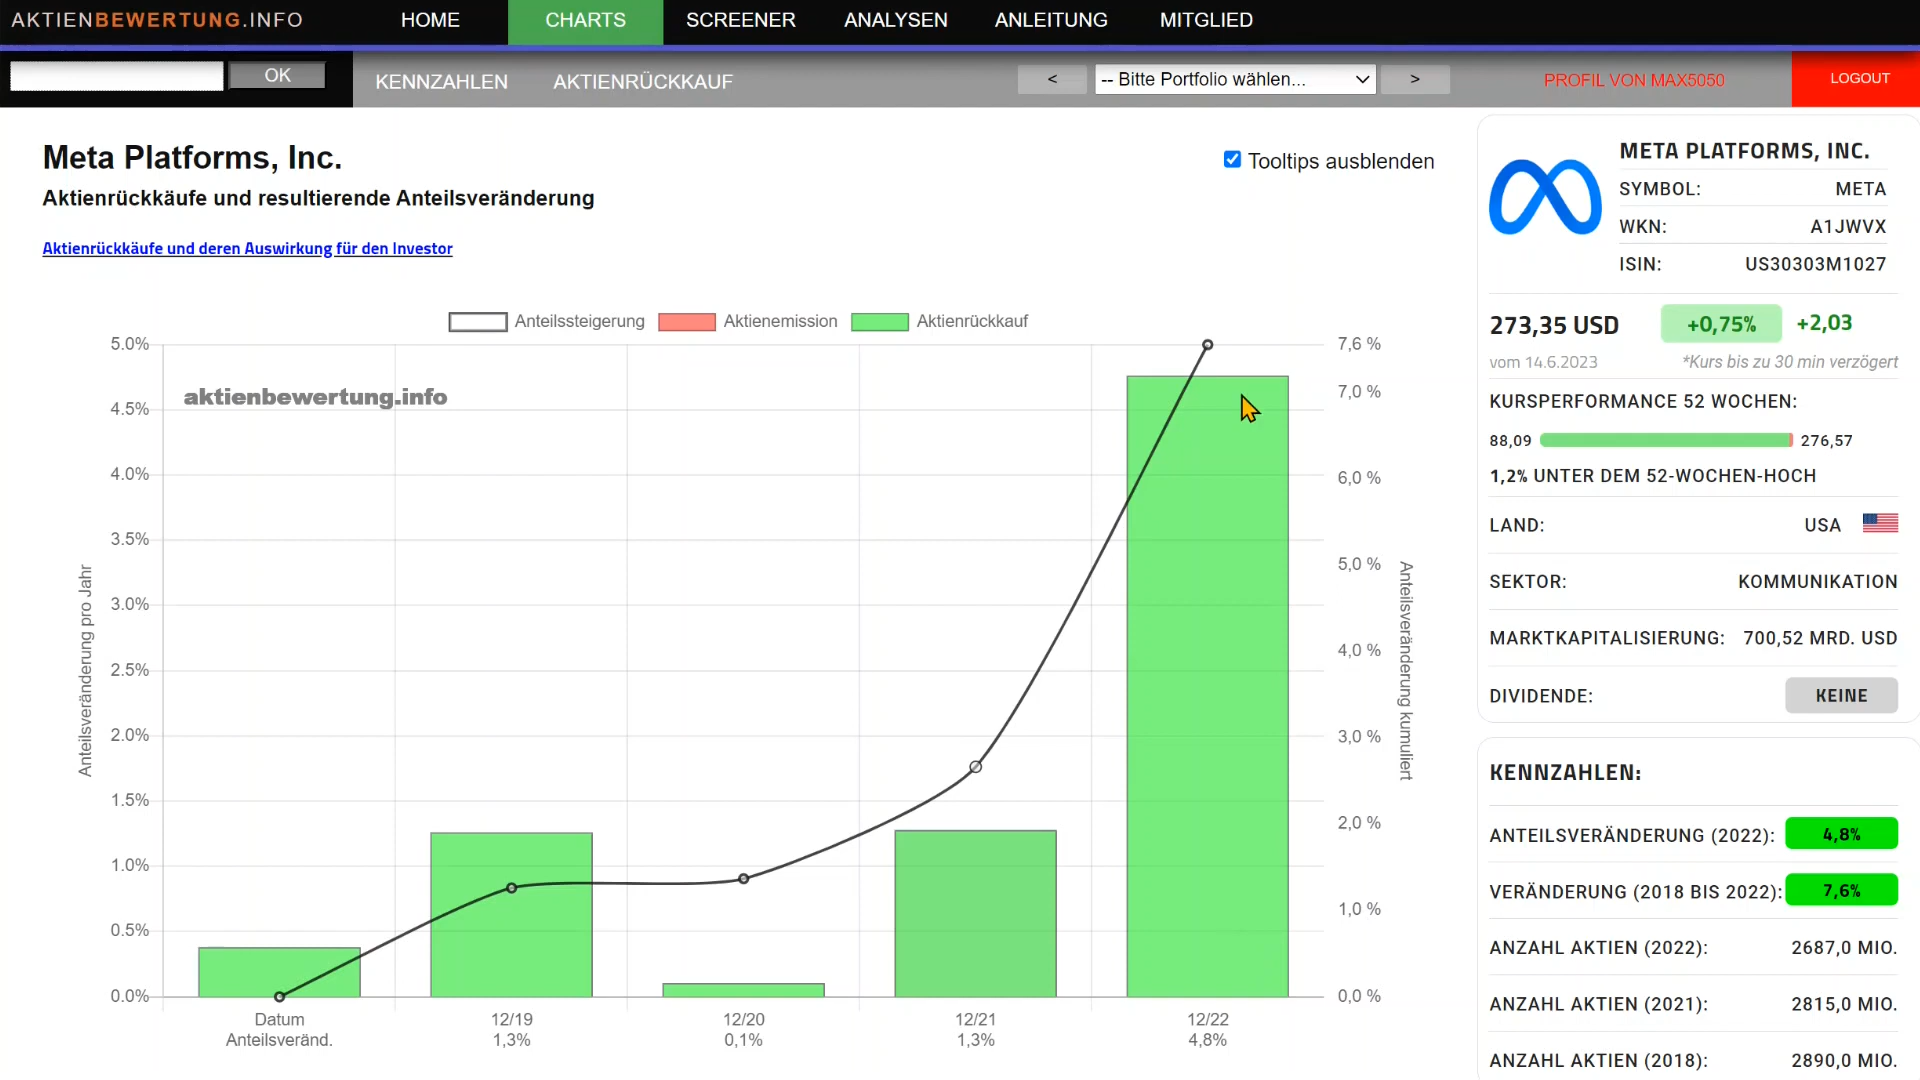 AKTIENBEWERTUNG.INFO
HOME
CHARTS
SCREENER
ANALYSEN
ANLEITUNG
MITGLIED
OK
KENNZAHLEN
AKTIENRÜCKKAUF
<
-- Bitte Portfolio wählen...
>
PROFIL VON MAX5050
LOGOUT
Meta Platforms, Inc.
Tooltips ausblenden
Aktienrückkäufe und resultierende Anteilsveränderung
Aktienrückkäufe und deren Auswirkung für den Investor
Anteilssteigerung
Aktienemission
Aktienrückkauf
aktienbewertung.info
Anteilsveränderung pro Jahr
5.0%
4.5%
4.0%
3.5%
3.0%
2.5%
2.0%
1.5%
1.0%
0.5%
0.0%
7,6 %
7,0 %
6,0 %
5,0 %
4,0 %
3,0 %
2,0 %
1,0 %
0,0 %
Anteilsveränderung kumuliert
Datum 12/19 12/20 12/21 12/22
Anteilsveränd. 1,3% 0,1% 1,3% 4,8%
META PLATFORMS, INC.
SYMBOL: META
WKN: A1JWVX
ISIN: US30303M1027
273,35 USD +0,75% +2,03
vom 14.6.2023 *Kurs bis zu 30 min verzögert
KURSPERFORMANCE 52 WOCHEN:
88,09 276,57
1,2% UNTER DEM 52-WOCHEN-HOCH
LAND: USA
SEKTOR: KOMMUNIKATION
MARKTKAPITALISIERUNG: 700,52 MRD. USD
DIVIDENDE: KEINE
KENNZAHLEN:
ANTEILSVERÄNDERUNG (2022): 4,8%
VERÄNDERUNG (2018 BIS 2022): 7,6%
ANZAHL AKTIEN (2022): 2687,0 MIO.
ANZAHL AKTIEN (2021): 2815,0 MIO.
ANZAHL AKTIEN (2018): 2890,0 MIO.